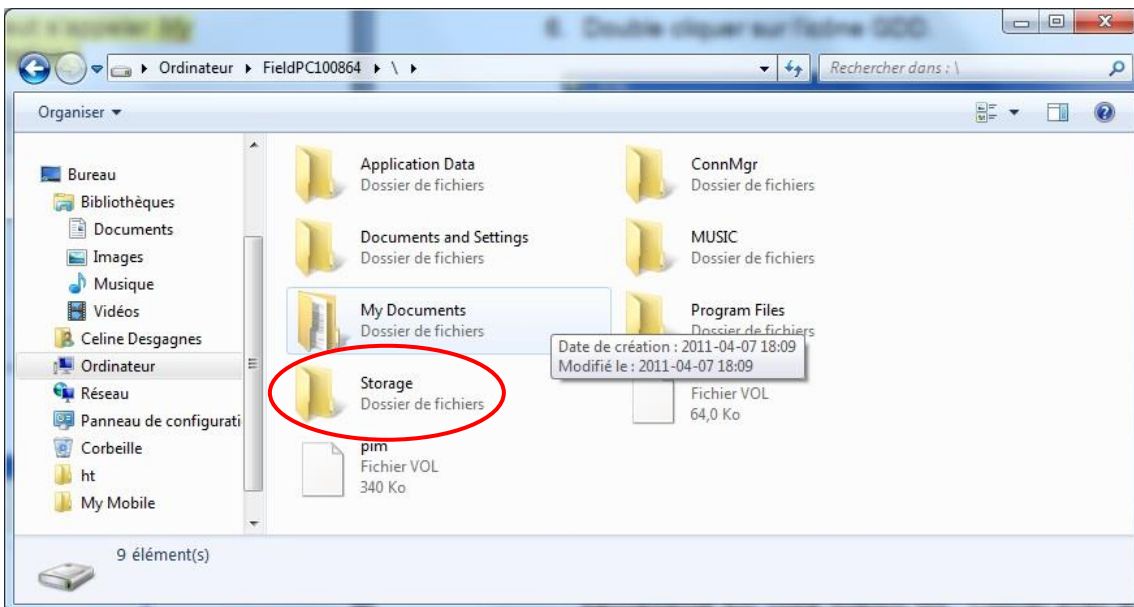 6. Double cliquer sur l'icône GDD.
Ordinateur FieldPC100864 \
Rechercher dans : \
Organiser
Bureau
Bibliothèques
Documents
Images
Musique
Vidéos
Celine Desgagnes
Ordinateur
Réseau
Panneau de configurati
Corbeille
ht
My Mobile
Application Data
Dossier de fichiers
ConnMgr
Dossier de fichiers
Documents and Settings
Dossier de fichiers
MUSIC
Dossier de fichiers
My Documents
Dossier de fichiers
Program Files
Dossier de fichiers
Date de création : 2011-04-07 18:09
Modifié le : 2011-04-07 18:09
Storage
Dossier de fichiers
Fichier VOL
64,0 Ko
pim
Fichier VOL
340 Ko
9 élément(s)